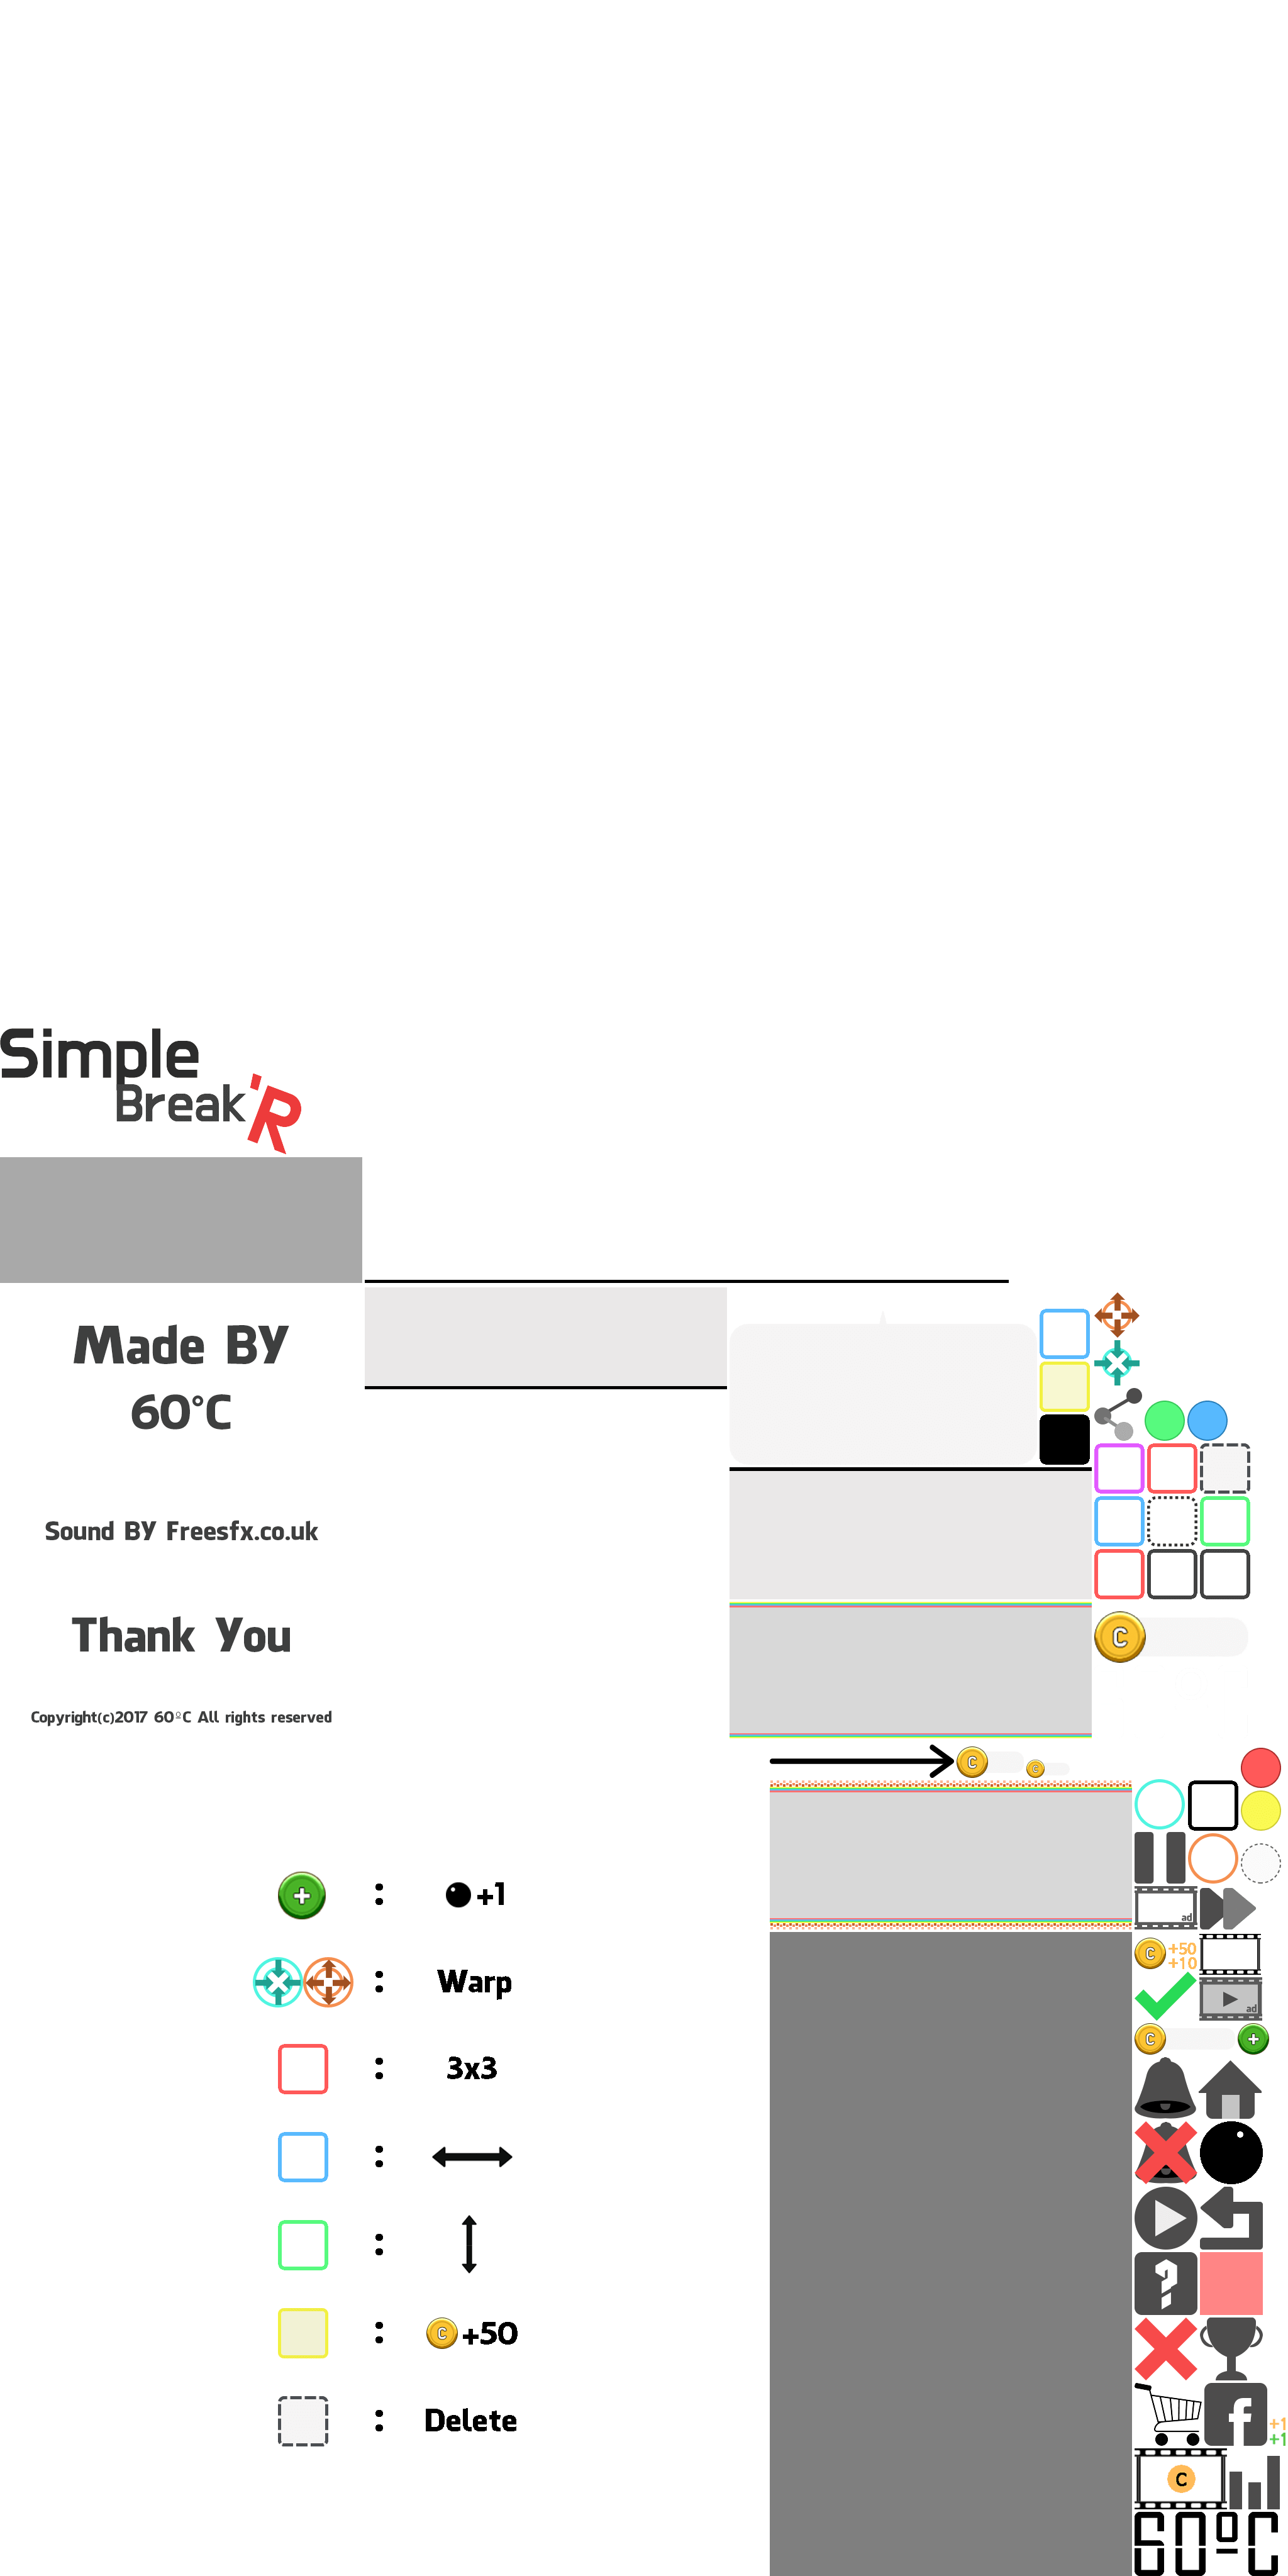 Simple
Break'R
Made BY
60°C
Sound BY Freesfx.co.uk
Thank You
Copyright(c)2017 60ºC All rights reserved
C
C
C
: +1
: Warp
: 3x3
:
:
: C +50
: Delete
ad
C +50
+10
ad
C
?
f
+1
+1
C
60ºC